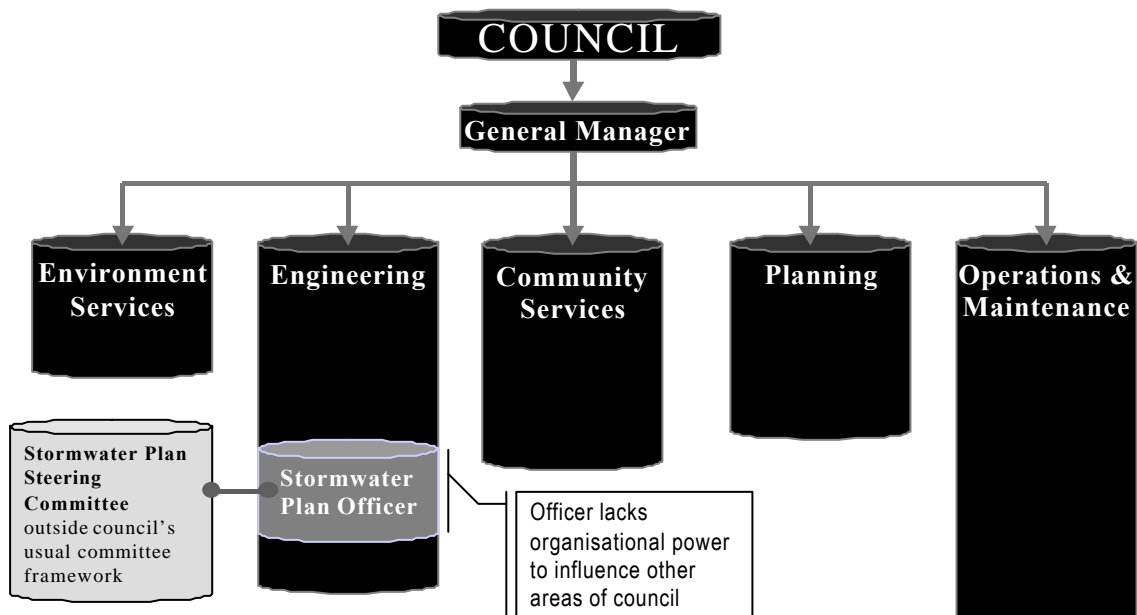 COUNCIL
General Manager
Environment
Services
Engineering
Community
Services
Planning
Operations &
Maintenance
Stormwater Plan
Steering
Committee
outside council's
usual committee
framework
Stormwater
Plan Officer
Officer lacks
organisational power
to influence other
areas of council